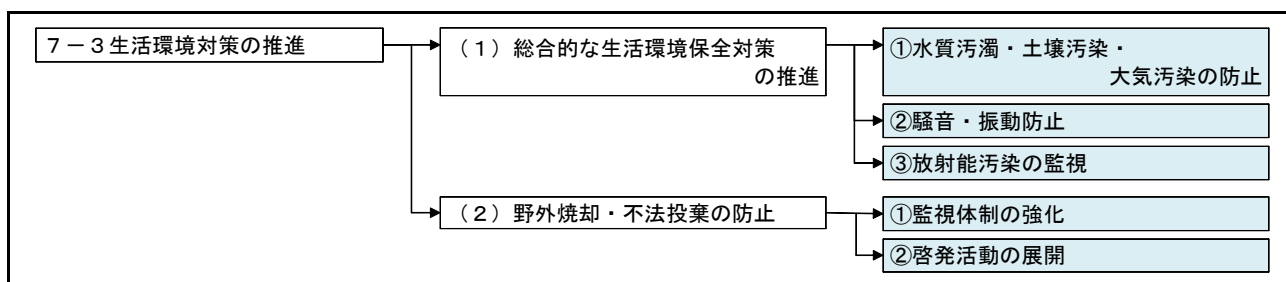 ７－３生活環境対策の推進
（１）総合的な生活環境保全対策
の推進
①水質汚濁・土壌汚染・
大気汚染の防止
②騒音・振動防止
③放射能汚染の監視
（２）野外焼却・不法投棄の防止
①監視体制の強化
②啓発活動の展開